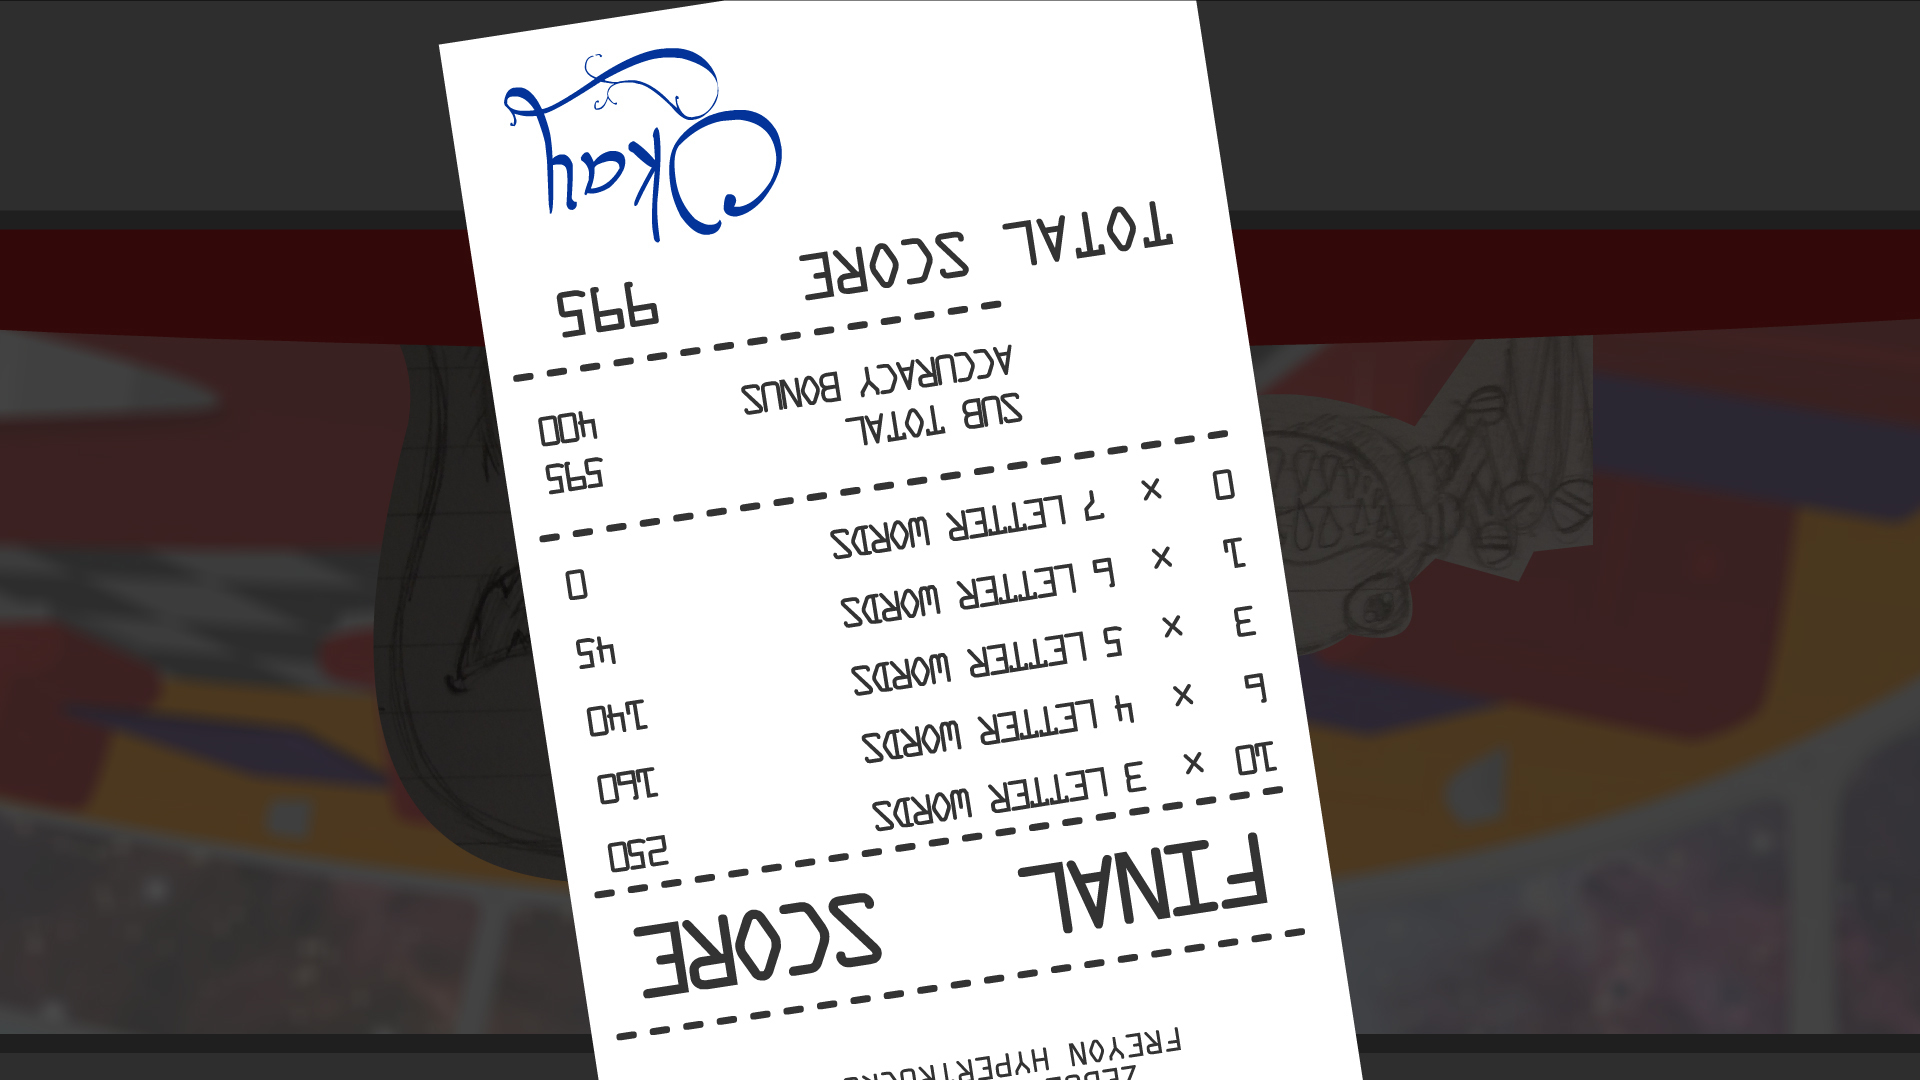 FREYON
FINAL SCORE
10 x 3 LETTER WORDS 250
6 x 4 LETTER WORDS 160
3 x 5 LETTER WORDS 140
1 x 6 LETTER WORDS 45
0 x 7 LETTER WORDS 0
SUB TOTAL 595
ACCURACY BONUS 400
TOTAL SCORE 995
Okay